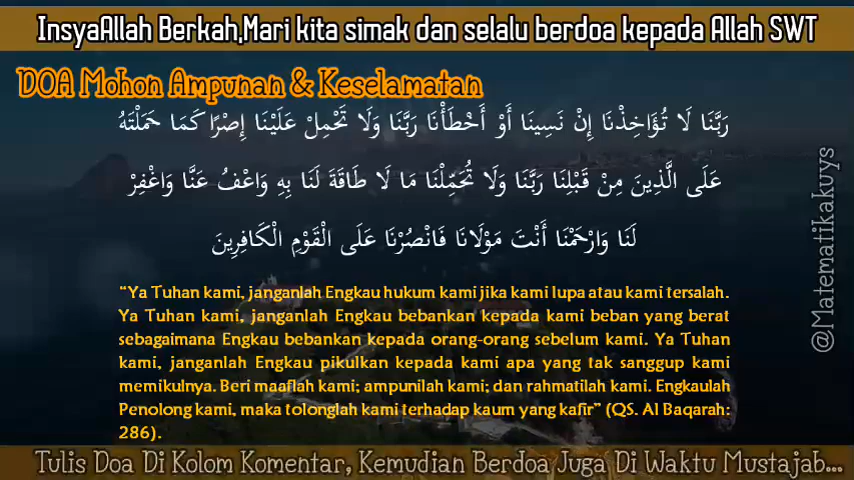 InsyaAllah Berkah,Mari kita simak dan selalu berdoa kepada Allah SWT
DOA Mohon Ampunan & Keselamatan
رَبَّنَا لَا تُؤَاخِذْنَا إِنْ نَسِينَا أَوْ أَخْطَأْنَا رَبَّنَا وَلَا تَحْمِلْ عَلَيْنَا إِصْرًا كَمَا حَمَلْتَهُ
عَلَى الَّذِينَ مِنْ قَبْلِنَا رَبَّنَا وَلَا تُحَمِّلْنَا مَا لَا طَاقَةَ لَنَا بِهِ وَاعْفُ عَنَّا وَاغْفِرْ
لَنَا وَارْحَمْنَا أَنْتَ مَوْلَانَا فَانْصُرْنَا عَلَى الْقَوْمِ الْكَافِرِينَ
“Ya Tuhan kami, janganlah Engkau hukum kami jika kami lupa atau kami tersalah.
Ya Tuhan kami, janganlah Engkau bebankan kepada kami beban yang berat
sebagaimana Engkau bebankan kepada orang-orang sebelum kami. Ya Tuhan
kami, janganlah Engkau pikulkan kepada kami apa yang tak sanggup kami
memikulnya. Beri maaflah kami; ampunilah kami; dan rahmatilah kami. Engkaulah
Penolong kami, maka tolonglah kami terhadap kaum yang kafir” (QS. Al Baqarah:
286).
@Matematikakuys
Tulis Doa Di Kolom Komentar, Kemudian Berdoa Juga Di Waktu Mustajab...